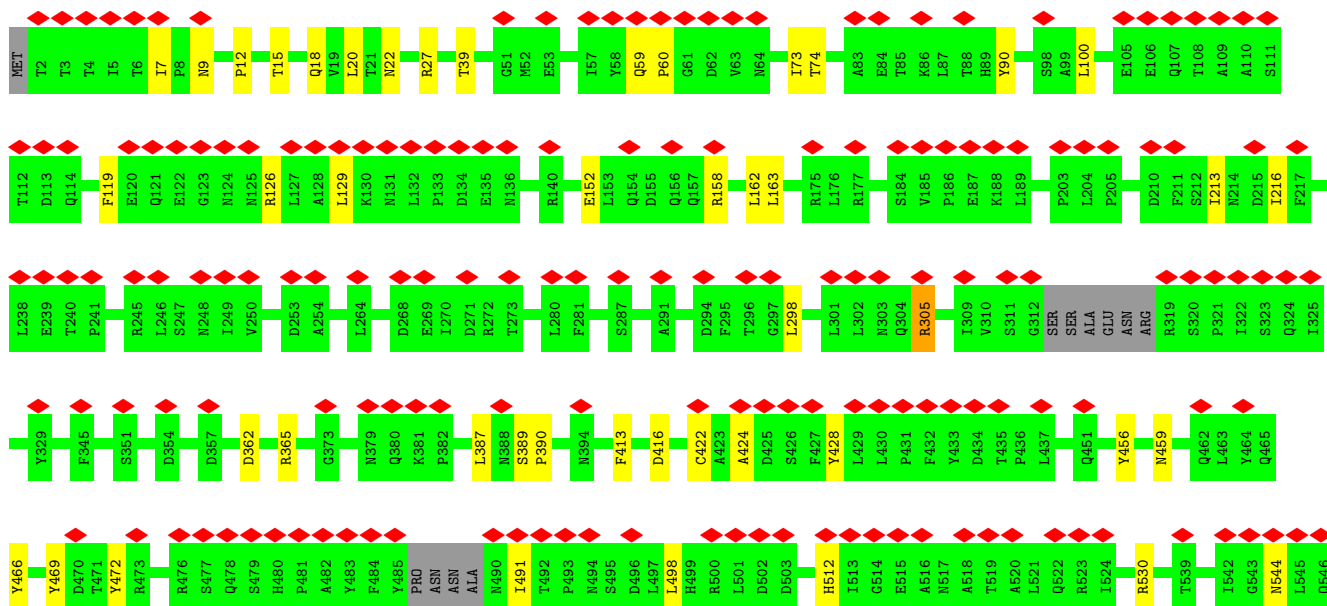 MET T2 T3 T4 I5 T6 I7 P8 N9 P12 T15 Q18 V19 L20 T21 N22 R27 T39 G51 M52 E53 I57 Y58 Q59 P60 G61 D62 V63 N64 I73 T74 A83 E84 T85 K86 L87 T88 H89 Y90 S98 A99 L100 E105 E106 Q107 T108 A109 A110 S111
T112 D113 Q114 F119 E120 Q121 E122 G123 N124 N125 R126 L127 A128 L129 K130 N131 L132 P133 D134 E135 N136 R140 E152 L153 Q154 D155 Q156 Q157 R158 L162 L163 R175 L176 R177 S184 V185 P186 E187 K188 L189 P203 L204 P205 D210 F211 S212 I213 N214 D215 I216 F217
L238 E239 T240 P241 R245 L246 S247 N248 I249 V250 D253 A254 L264 D268 E269 I270 D271 R272 T273 L280 F281 S287 A291 D294 F295 T296 G297 L298 L301 L302 N303 Q304 R305 I309 V310 S311 G312 SER SER ALA GLU ASN ARG R319 S320 P321 I322 S323 Q324 I325
Y329 F345 S351 D354 D357 D362 R365 G373 N379 Q380 K381 P382 L387 N388 S389 P390 N394 F413 D416 C422 A423 A424 D425 S426 F427 Y428 L429 L430 P431 F432 Y433 D434 T435 P436 L437 Q451 Y456 N459 Q462 L463 Y464 Q465
Y466 Y469 D470 T471 Y472 R473 R476 S477 Q478 S479 H480 P481 A482 Y483 F484 Y485 PRO ASN ASN ALA N490 I491 T492 P493 N494 S495 D496 L497 L498 H499 R500 L501 D502 D503 H512 I513 G514 E515 A516 N517 A518 T519 A520 L521 Q522 R523 I524 R530 T539 I542 G543 N544 L545 Q546